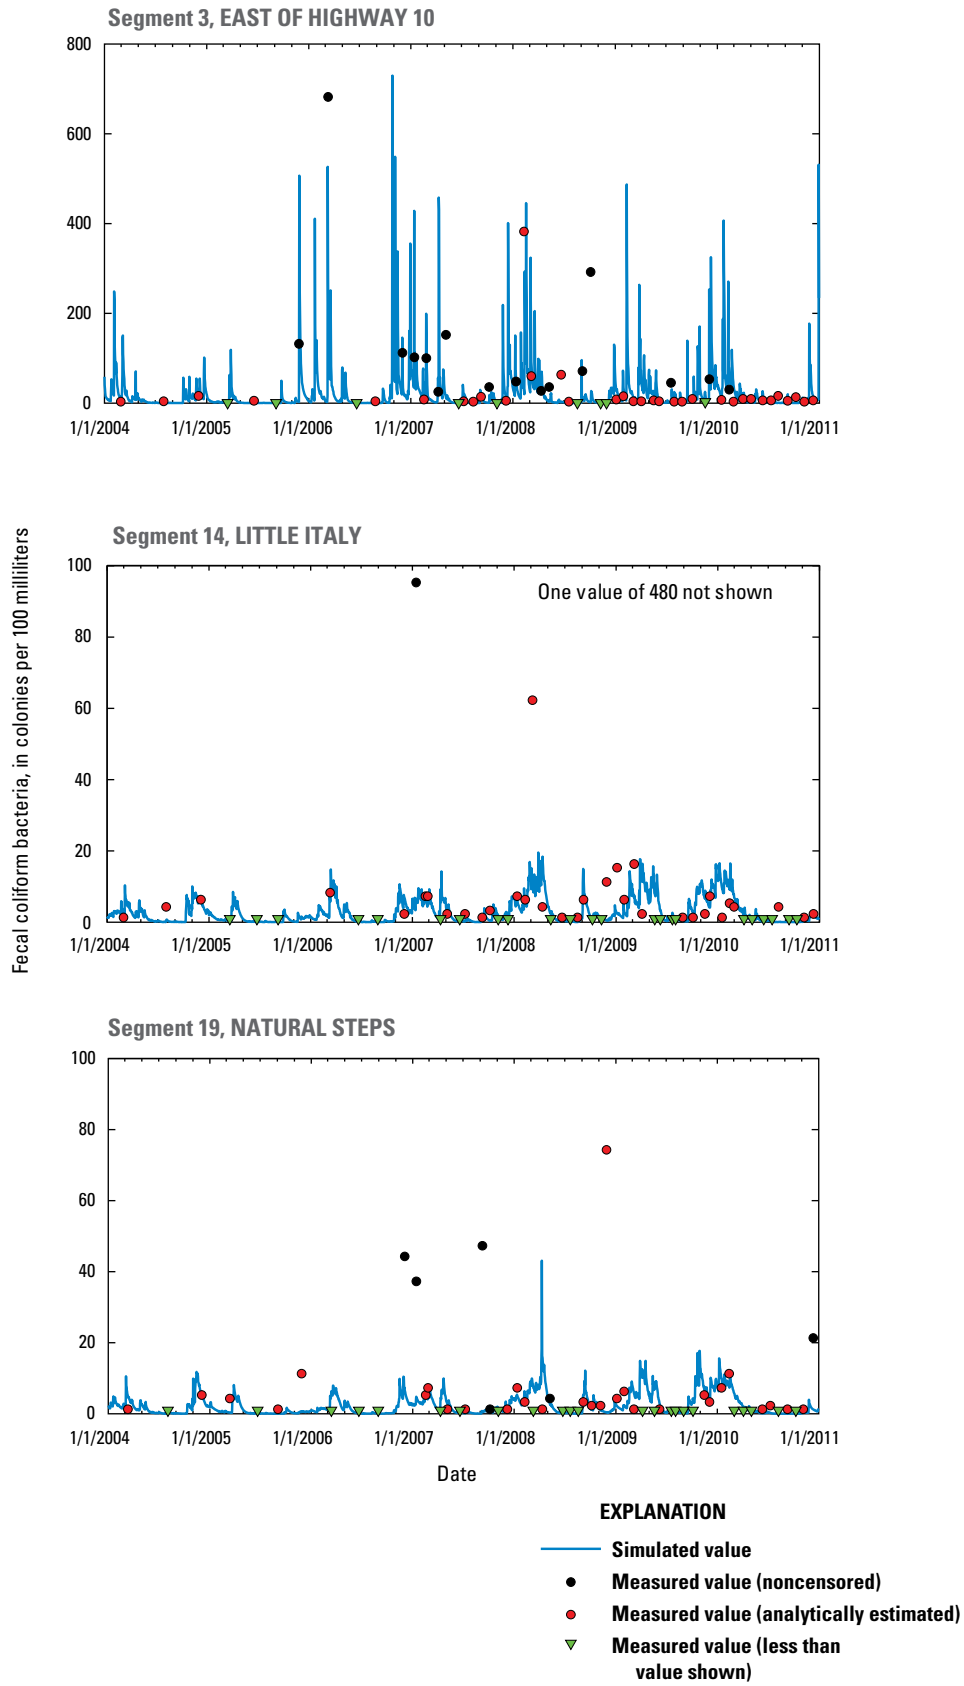 Segment 3, EAST OF HIGHWAY 10
800
600
400
200
0
1/1/2004 1/1/2005 1/1/2006 1/1/2007 1/1/2008 1/1/2009 1/1/2010 1/1/2011
Fecal coliform bacteria, in colonies per 100 milliliters
Segment 14, LITTLE ITALY
One value of 480 not shown
100
80
60
40
20
0
1/1/2004 1/1/2005 1/1/2006 1/1/2007 1/1/2008 1/1/2009 1/1/2010 1/1/2011
Segment 19, NATURAL STEPS
100
80
60
40
20
0
1/1/2004 1/1/2005 1/1/2006 1/1/2007 1/1/2008 1/1/2009 1/1/2010 1/1/2011
Date
EXPLANATION
Simulated value
Measured value (noncensored)
Measured value (analytically estimated)
Measured value (less than
value shown)